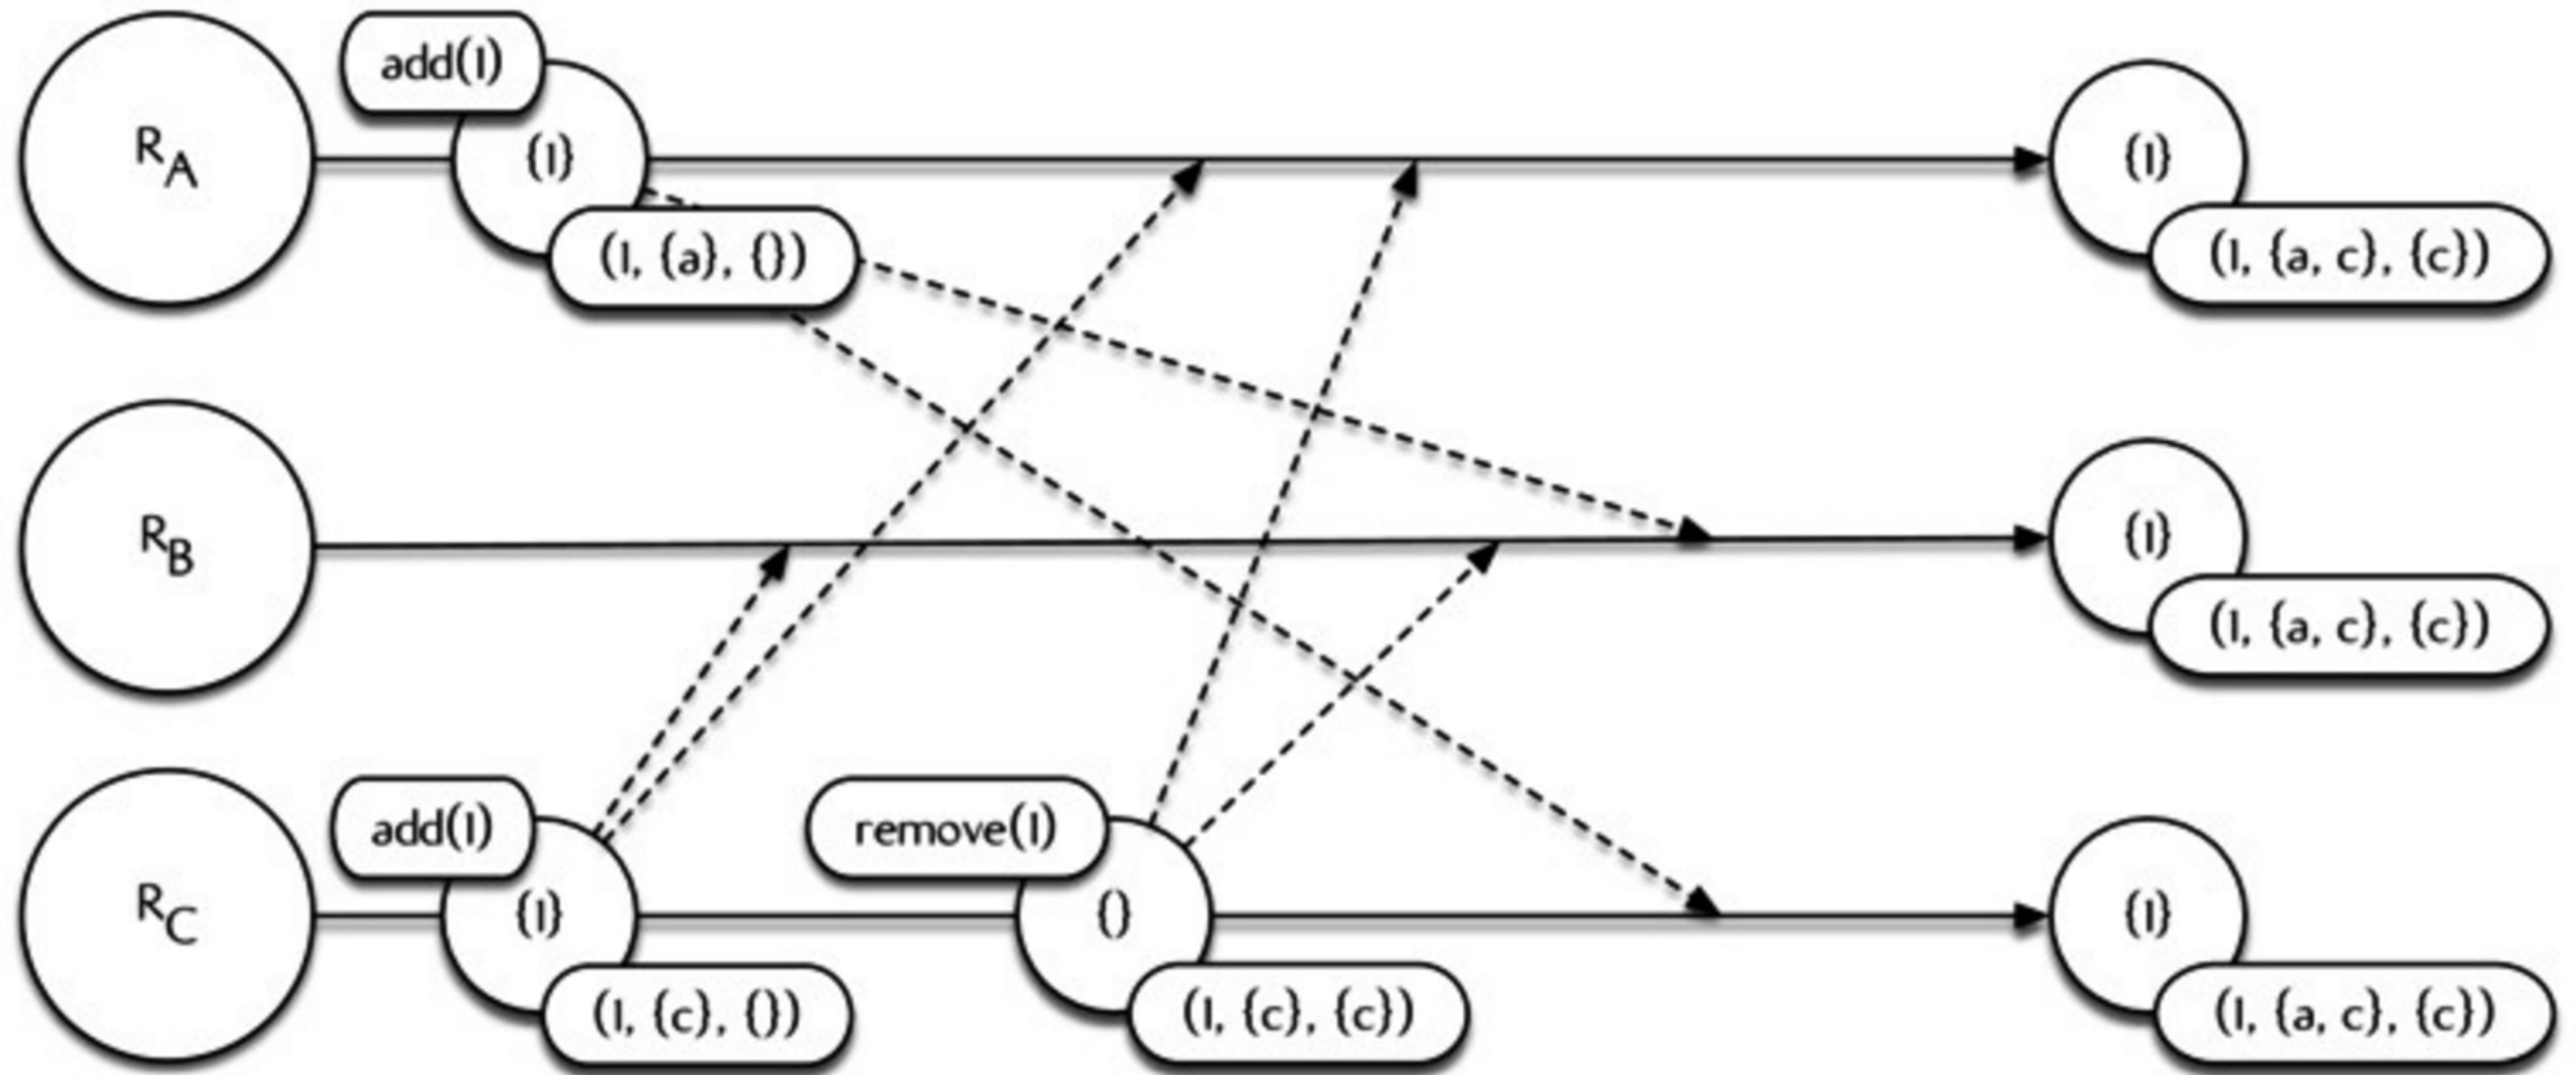 add(1)
R_A
{1}
(1, {a}, {})
{1}
(1, {a, c}, {c})
R_B
{1}
(1, {a, c}, {c})
add(1)
remove(1)
R_C
{1}
{}
{1}
(1, {c}, {})
(1, {c}, {c})
(1, {a, c}, {c})